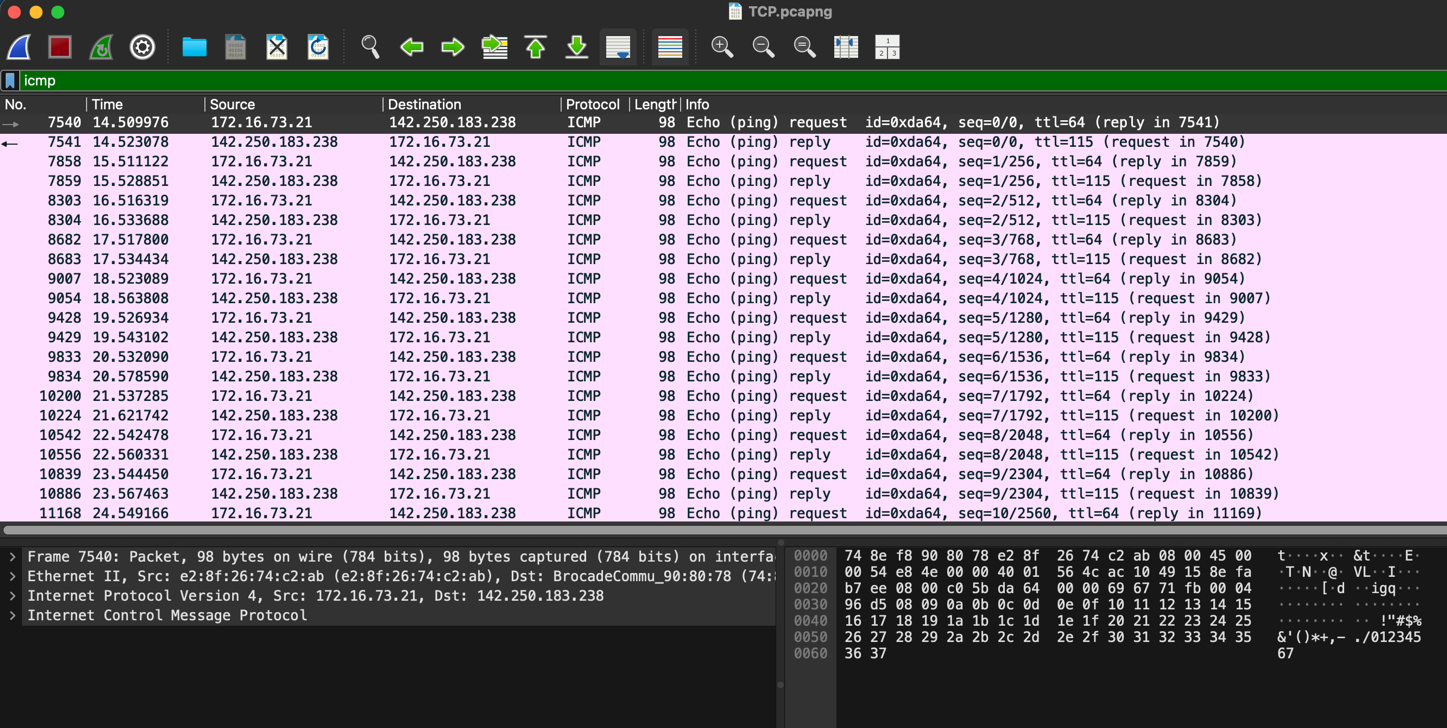 TCP.pcapng
icmp
No. Time Source Destination Protocol Length Info
7540 14.509976 172.16.73.21 142.250.183.238 ICMP 98 Echo (ping) request id=0xda64, seq=0/0, ttl=64 (reply in 7541)
7541 14.523078 142.250.183.238 172.16.73.21 ICMP 98 Echo (ping) reply id=0xda64, seq=0/0, ttl=115 (request in 7540)
7858 15.511122 172.16.73.21 142.250.183.238 ICMP 98 Echo (ping) request id=0xda64, seq=1/256, ttl=64 (reply in 7859)
7859 15.528851 142.250.183.238 172.16.73.21 ICMP 98 Echo (ping) reply id=0xda64, seq=1/256, ttl=115 (request in 7858)
8303 16.516319 172.16.73.21 142.250.183.238 ICMP 98 Echo (ping) request id=0xda64, seq=2/512, ttl=64 (reply in 8304)
8304 16.533688 142.250.183.238 172.16.73.21 ICMP 98 Echo (ping) reply id=0xda64, seq=2/512, ttl=115 (request in 8303)
8682 17.517800 172.16.73.21 142.250.183.238 ICMP 98 Echo (ping) request id=0xda64, seq=3/768, ttl=64 (reply in 8683)
8683 17.534434 142.250.183.238 172.16.73.21 ICMP 98 Echo (ping) reply id=0xda64, seq=3/768, ttl=115 (request in 8682)
9007 18.523089 172.16.73.21 142.250.183.238 ICMP 98 Echo (ping) request id=0xda64, seq=4/1024, ttl=64 (reply in 9054)
9054 18.563808 142.250.183.238 172.16.73.21 ICMP 98 Echo (ping) reply id=0xda64, seq=4/1024, ttl=115 (request in 9007)
9428 19.526934 172.16.73.21 142.250.183.238 ICMP 98 Echo (ping) request id=0xda64, seq=5/1280, ttl=64 (reply in 9429)
9429 19.543102 142.250.183.238 172.16.73.21 ICMP 98 Echo (ping) reply id=0xda64, seq=5/1280, ttl=115 (request in 9428)
9833 20.532090 172.16.73.21 142.250.183.238 ICMP 98 Echo (ping) request id=0xda64, seq=6/1536, ttl=64 (reply in 9834)
9834 20.578590 142.250.183.238 172.16.73.21 ICMP 98 Echo (ping) reply id=0xda64, seq=6/1536, ttl=115 (request in 9833)
10200 21.537285 172.16.73.21 142.250.183.238 ICMP 98 Echo (ping) request id=0xda64, seq=7/1792, ttl=64 (reply in 10224)
10224 21.621742 142.250.183.238 172.16.73.21 ICMP 98 Echo (ping) reply id=0xda64, seq=7/1792, ttl=115 (request in 10200)
10542 22.542478 172.16.73.21 142.250.183.238 ICMP 98 Echo (ping) request id=0xda64, seq=8/2048, ttl=64 (reply in 10556)
10556 22.560331 142.250.183.238 172.16.73.21 ICMP 98 Echo (ping) reply id=0xda64, seq=8/2048, ttl=115 (request in 10542)
10839 23.544450 172.16.73.21 142.250.183.238 ICMP 98 Echo (ping) request id=0xda64, seq=9/2304, ttl=64 (reply in 10886)
10886 23.567463 142.250.183.238 172.16.73.21 ICMP 98 Echo (ping) reply id=0xda64, seq=9/2304, ttl=115 (request in 10839)
11168 24.549166 172.16.73.21 142.250.183.238 ICMP 98 Echo (ping) request id=0xda64, seq=10/2560, ttl=64 (reply in 11169)
Frame 7540: Packet, 98 bytes on wire (784 bits), 98 bytes captured (784 bits) on interfa
Ethernet II, Src: e2:8f:26:74:c2:ab (e2:8f:26:74:c2:ab), Dst: BrocadeCommu_90:80:78 (74:8
Internet Protocol Version 4, Src: 172.16.73.21, Dst: 142.250.183.238
Internet Control Message Protocol
0000 74 8e f8 90 80 78 e2 8f 26 74 c2 ab 08 00 45 00 t····x·· &t····E·
0010 00 54 e8 4e 00 00 40 01 56 4c ac 10 49 15 8e fa ·T·N··@· VL··I···
0020 b7 ee 08 00 c0 5b da 64 00 00 69 67 71 fb 00 04 ·····[·d ··igq···
0030 96 d5 08 09 0a 0b 0c 0d 0e 0f 10 11 12 13 14 15 ········ ········
0040 16 17 18 19 1a 1b 1c 1d 1e 1f 20 21 22 23 24 25 ········ ·· !"#$%
0050 26 27 28 29 2a 2b 2c 2d 2e 2f 30 31 32 33 34 35 &'()*+,- ./012345
0060 36 37 67